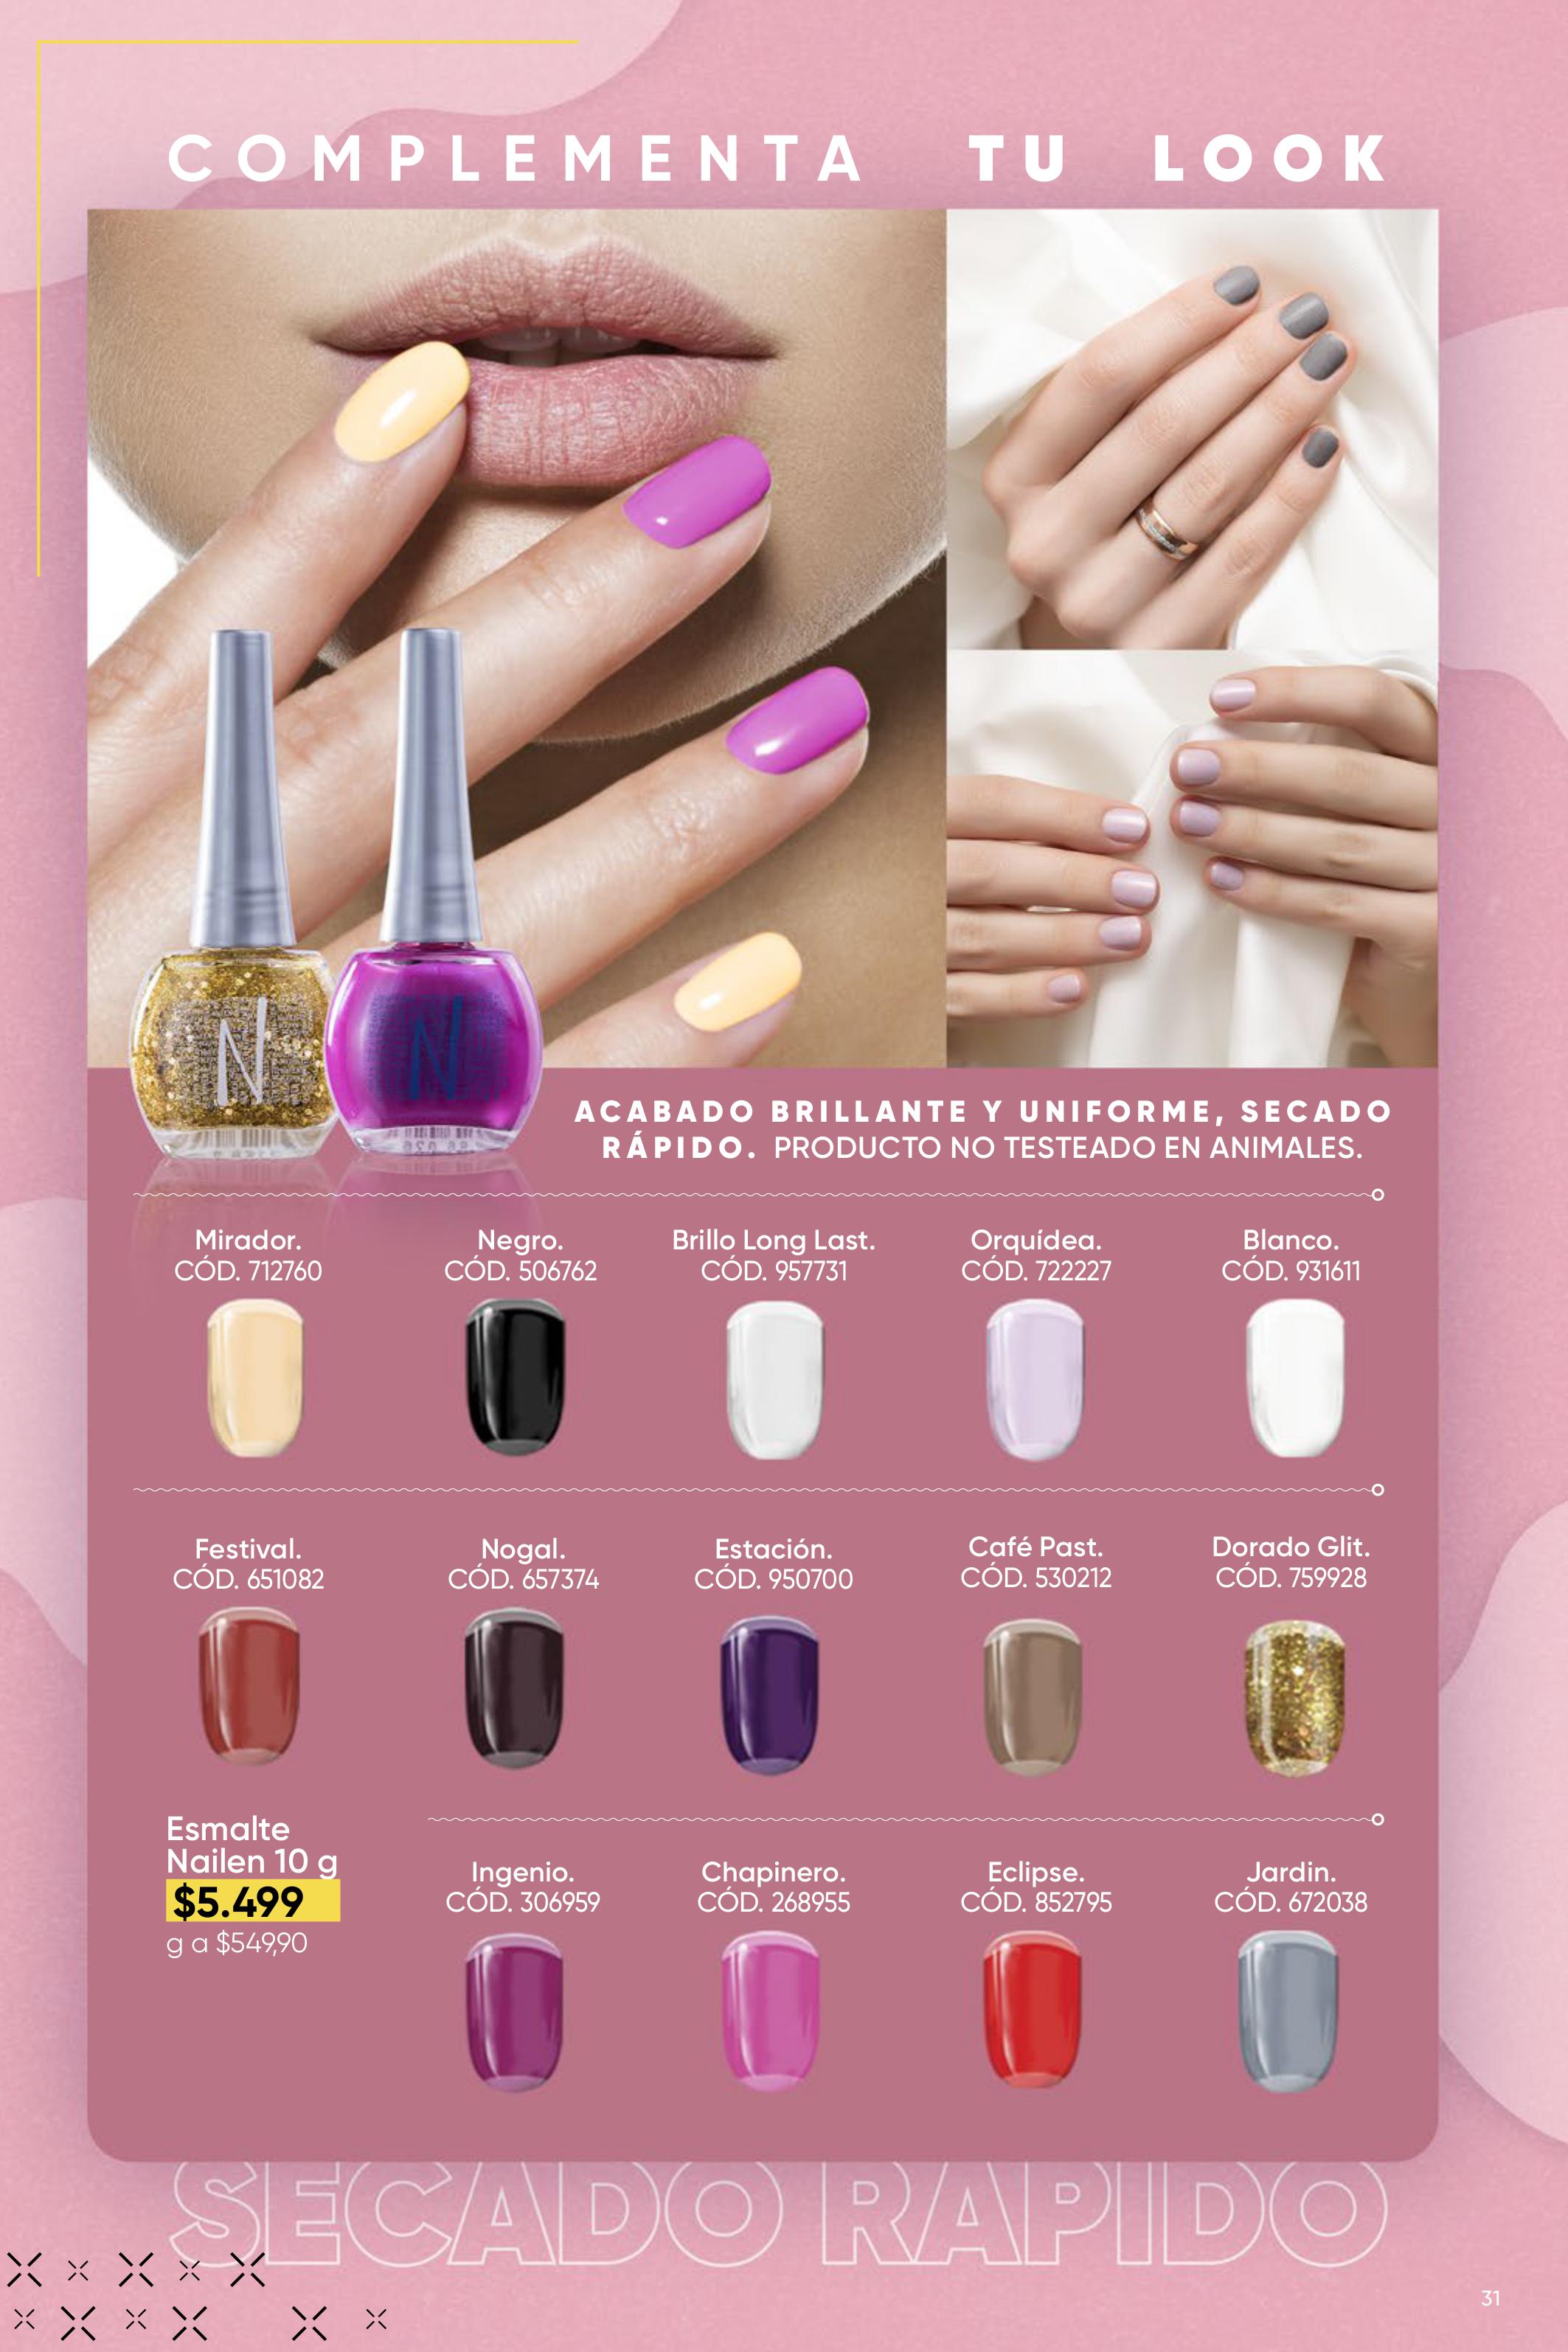 COMPLEMENTA TU LOOK
N N
ACABADO BRILLANTE Y UNIFORME, SECADO
RÁPIDO. PRODUCTO NO TESTEADO EN ANIMALES.
Mirador.
CÓD. 712760
Negro.
CÓD. 506762
Brillo Long Last.
CÓD. 957731
Orquídea.
CÓD. 722227
Blanco.
CÓD. 931611
Festival.
CÓD. 651082
Nogal.
CÓD. 657374
Estación.
CÓD. 950700
Café Past.
CÓD. 530212
Dorado Glit.
CÓD. 759928
Esmalte
Nailen 10 g
$5.499
g a $549,90
Ingenio.
CÓD. 306959
Chapinero.
CÓD. 268955
Eclipse.
CÓD. 852795
Jardin.
CÓD. 672038
SECADO RAPIDO
31